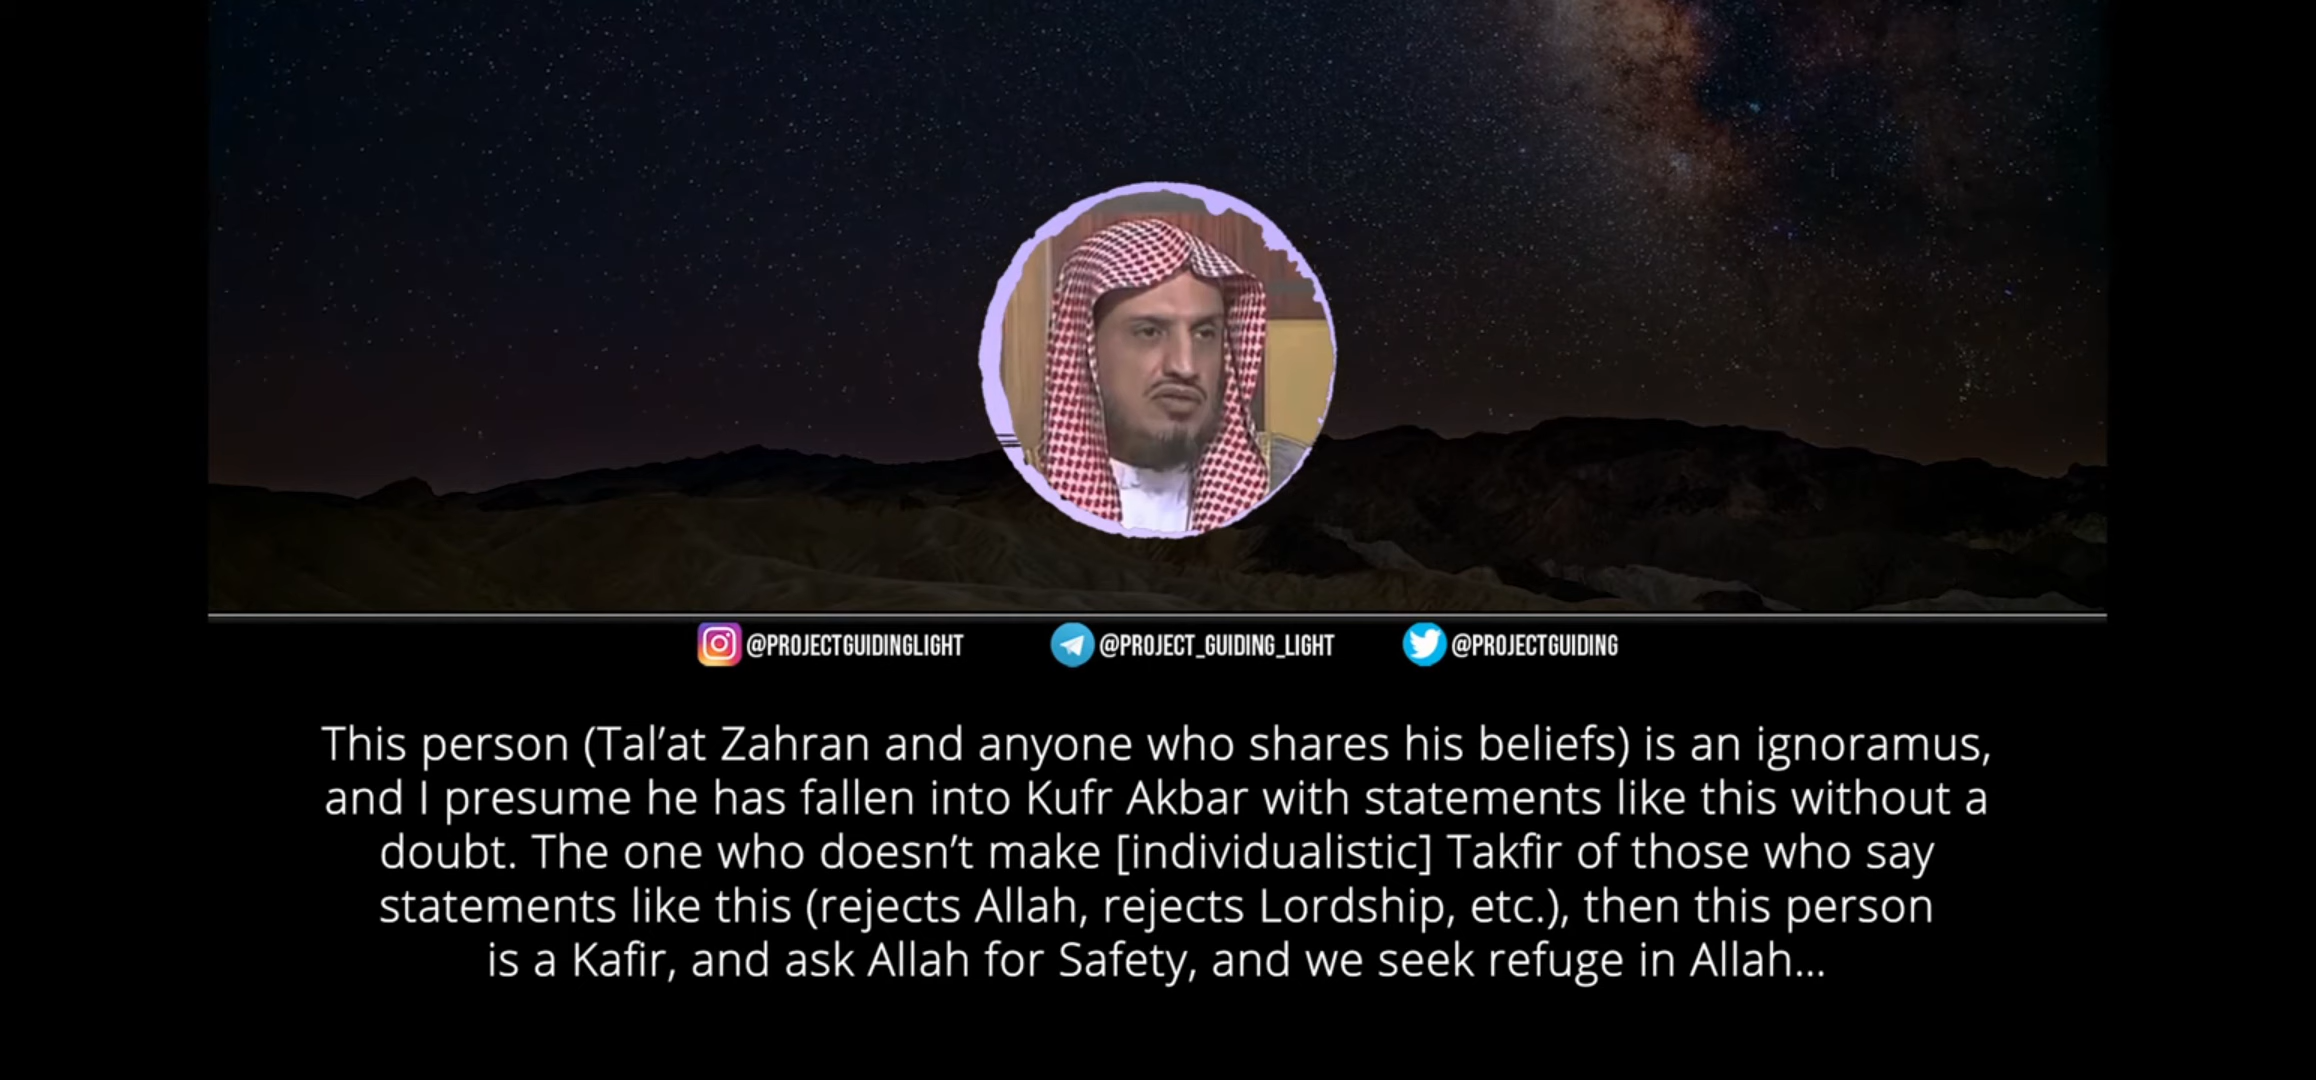 @PROJECTGUIDINGLIGHT @PROJECT_GUIDING_LIGHT @PROJECTGUIDING
This person (Tal’at Zahran and anyone who shares his beliefs) is an ignoramus,
and I presume he has fallen into Kufr Akbar with statements like this without a
doubt. The one who doesn’t make [individualistic] Takfir of those who say
statements like this (rejects Allah, rejects Lordship, etc.), then this person
is a Kafir, and ask Allah for Safety, and we seek refuge in Allah...